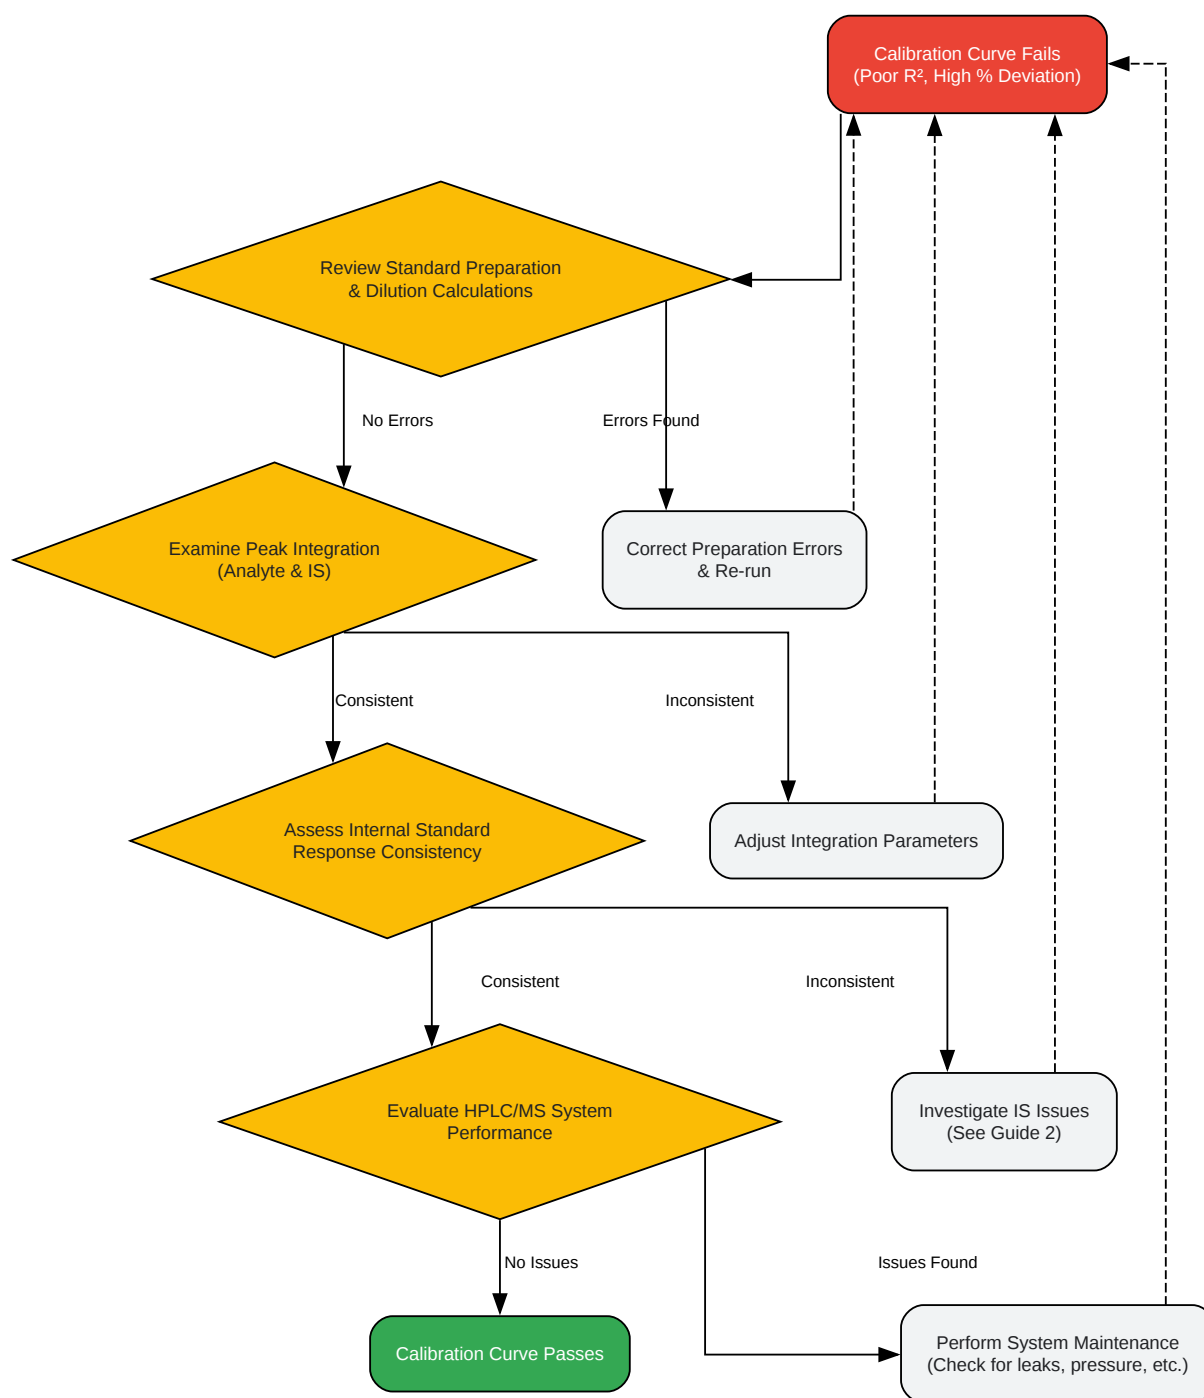 Calibration Curve Fails
(Poor R², High % Deviation)
Review Standard Preparation
& Dilution Calculations
No Errors
Errors Found
Examine Peak Integration
(Analyte & IS)
Correct Preparation Errors
& Re-run
Consistent
Inconsistent
Assess Internal Standard
Response Consistency
Adjust Integration Parameters
Consistent
Inconsistent
Evaluate HPLC/MS System
Performance
Investigate IS Issues
(See Guide 2)
No Issues
Issues Found
Calibration Curve Passes
Perform System Maintenance
(Check for leaks, pressure, etc.)